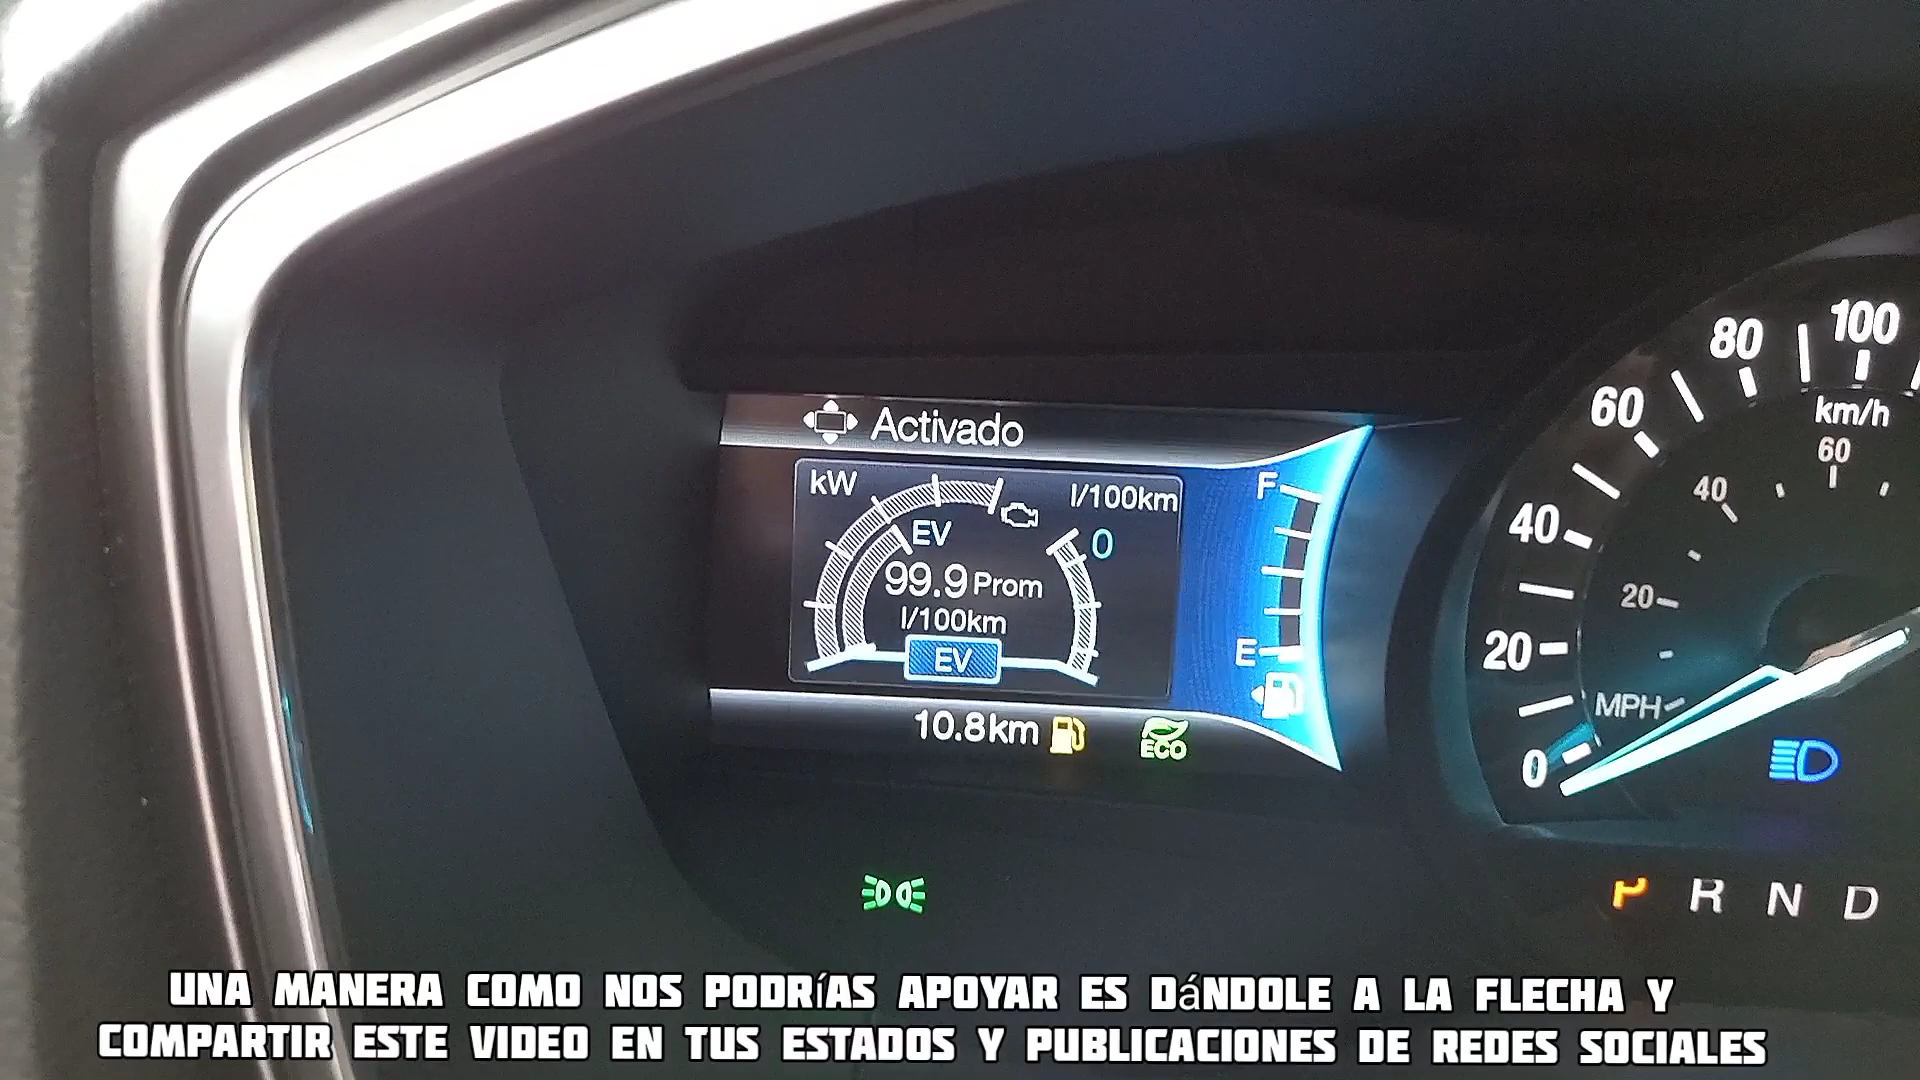 Activado
kW
l/100km
EV
0
99.9 Prom
l/100km
EV
F
E
10.8km
ECO
80
100
60
km/h
60
40
40
20
20
MPH
0
P R N D
UNA MANERA COMO NOS PODRíAS APOYAR ES DáNDOLE A LA FLECHA Y
COMPARTIR ESTE VIDEO EN TUS ESTADOS Y PUBLICACIONES DE REDES SOCIALES